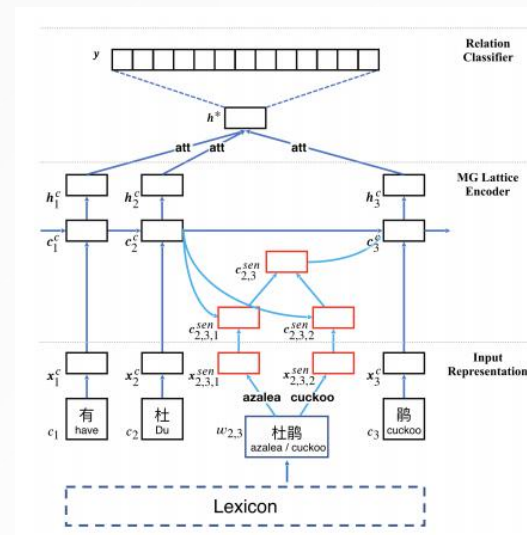 y
Relation
Classifier
h*
att att att
MG Lattice
Encoder
h₁ᶜ h₂ᶜ h₃ᶜ
c₁ᶜ c₂ᶜ c₃ᶜ
c₂,₃ˢᵉⁿ
c₂,₃,₁ˢᵉⁿ c₂,₃,₂ˢᵉⁿ
Input
Representation
x₁ᶜ x₂ᶜ x₂,₃,₁ˢᵉⁿ x₂,₃,₂ˢᵉⁿ x₃ᶜ
azalea cuckoo
c₁ 有 c₂ 杜 w₂,₃ 杜鹃 c₃ 鹃
have Du azalea / cuckoo cuckoo
Lexicon